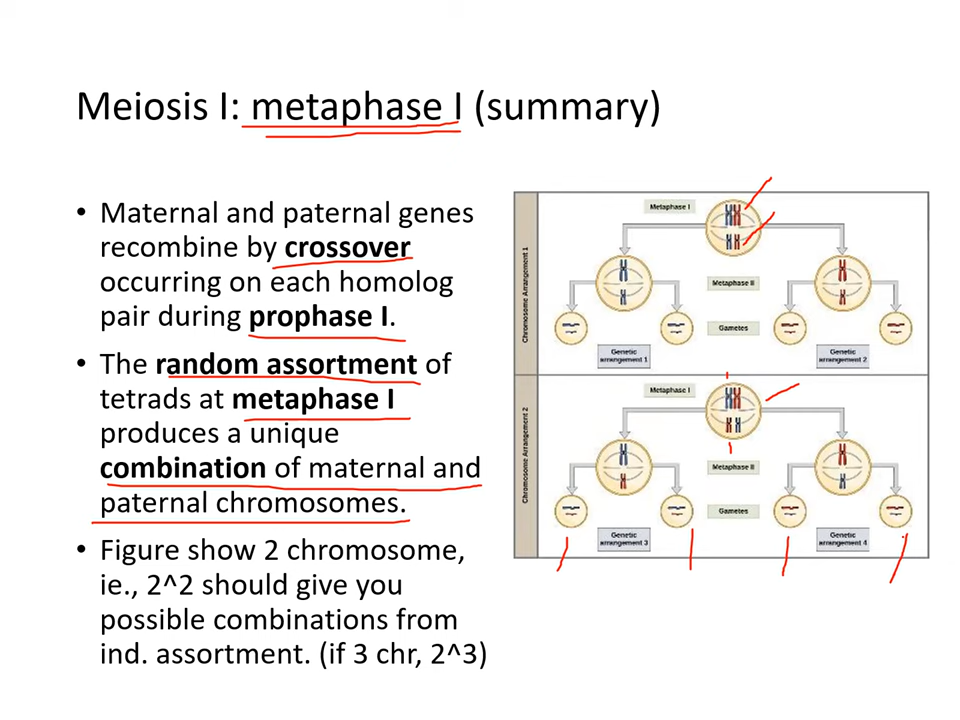 Meiosis I: metaphase I (summary)
• Maternal and paternal genes
recombine by crossover
occurring on each homolog
pair during prophase I.
• The random assortment of
tetrads at metaphase I
produces a unique
combination of maternal and
paternal chromosomes.
• Figure show 2 chromosome,
ie., 2^2 should give you
possible combinations from
ind. assortment. (if 3 chr, 2^3)
Chromosome Arrangement 1
Metaphase I
Metaphase II
Gametes
Genetic
arrangement 1
Genetic
arrangement 2
Chromosome Arrangement 2
Metaphase I
Metaphase II
Gametes
Genetic
arrangement 3
Genetic
arrangement 4